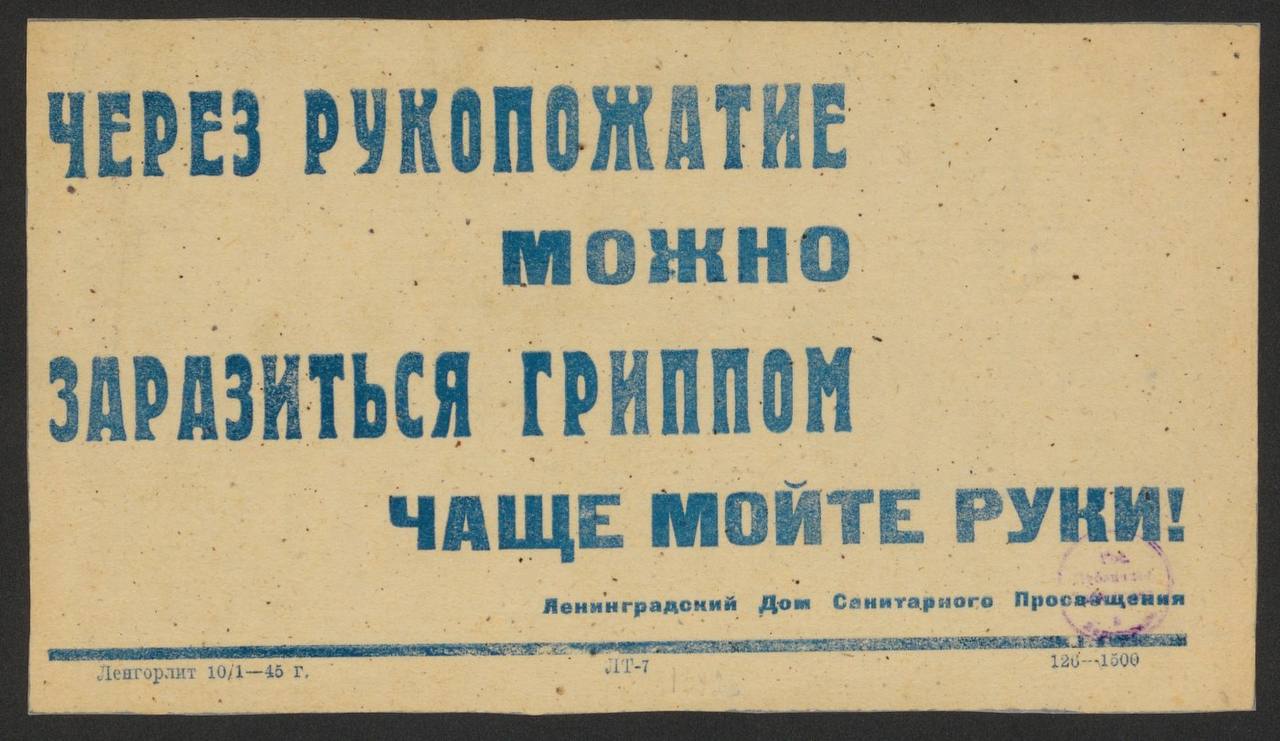 ЧЕРЕЗ РУКОПОЖАТИЕ
МОЖНО
ЗАРАЗИТЬСЯ ГРИППОМ
ЧАЩЕ МОЙТЕ РУКИ!
Ленинградский Дом Санитарного Просвещения
Ленгорлит 10/1—45 г.
ЛТ-7
126—1500